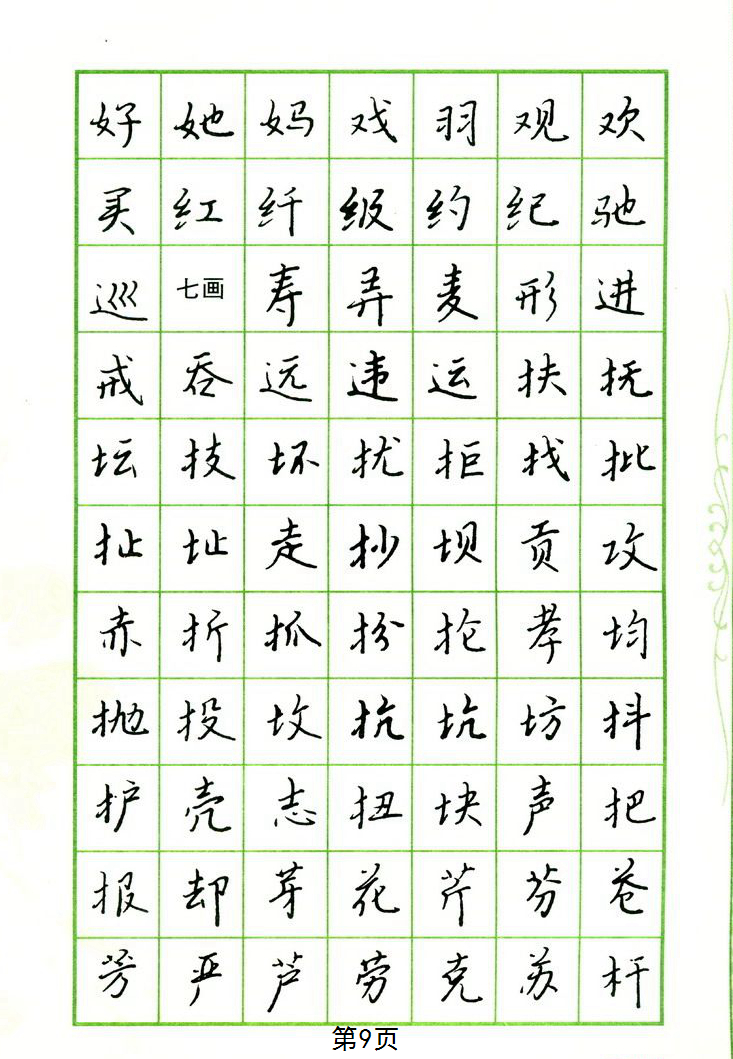 好 她 妈 戏 羽 观 欢
买 红 纤 级 约 纪 驰
巡 七画 寿 弄 麦 形 进
戒 吞 远 违 运 扶 抚
坛 技 坏 扰 拒 找 批
扯 址 走 抄 坝 贡 攻
赤 折 抓 扮 抡 孝 均
抛 投 坟 抗 坑 坊 抖
护 壳 志 扭 块 声 把
报 却 芽 花 芹 芬 苍
芳 严 芦 劳 克 苏 杆
第9页